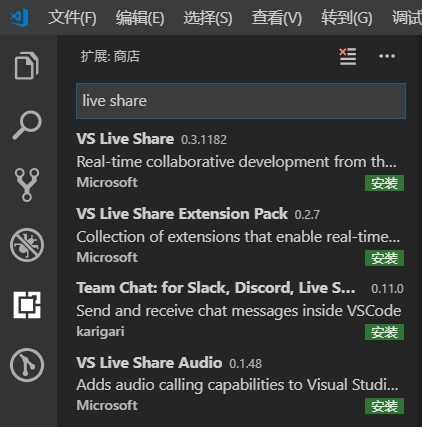 文件(F) 选择(S) 查看(V) 转到(G) 调试
扩展: 商店
live share
VS Live Share 0.3.1182
Real-time collaborative development from th...
Microsoft 安装
VS Live Share Extension Pack 0.2.7
Collection of extensions that enable real-time...
Microsoft 安装
Team Chat: for Slack, Discord, Live S... 0.11.0
Send and receive chat messages inside VSCode
karigari 安装
VS Live Share Audio 0.1.48
Adds audio calling capabilities to Visual Studi...
Microsoft 安装